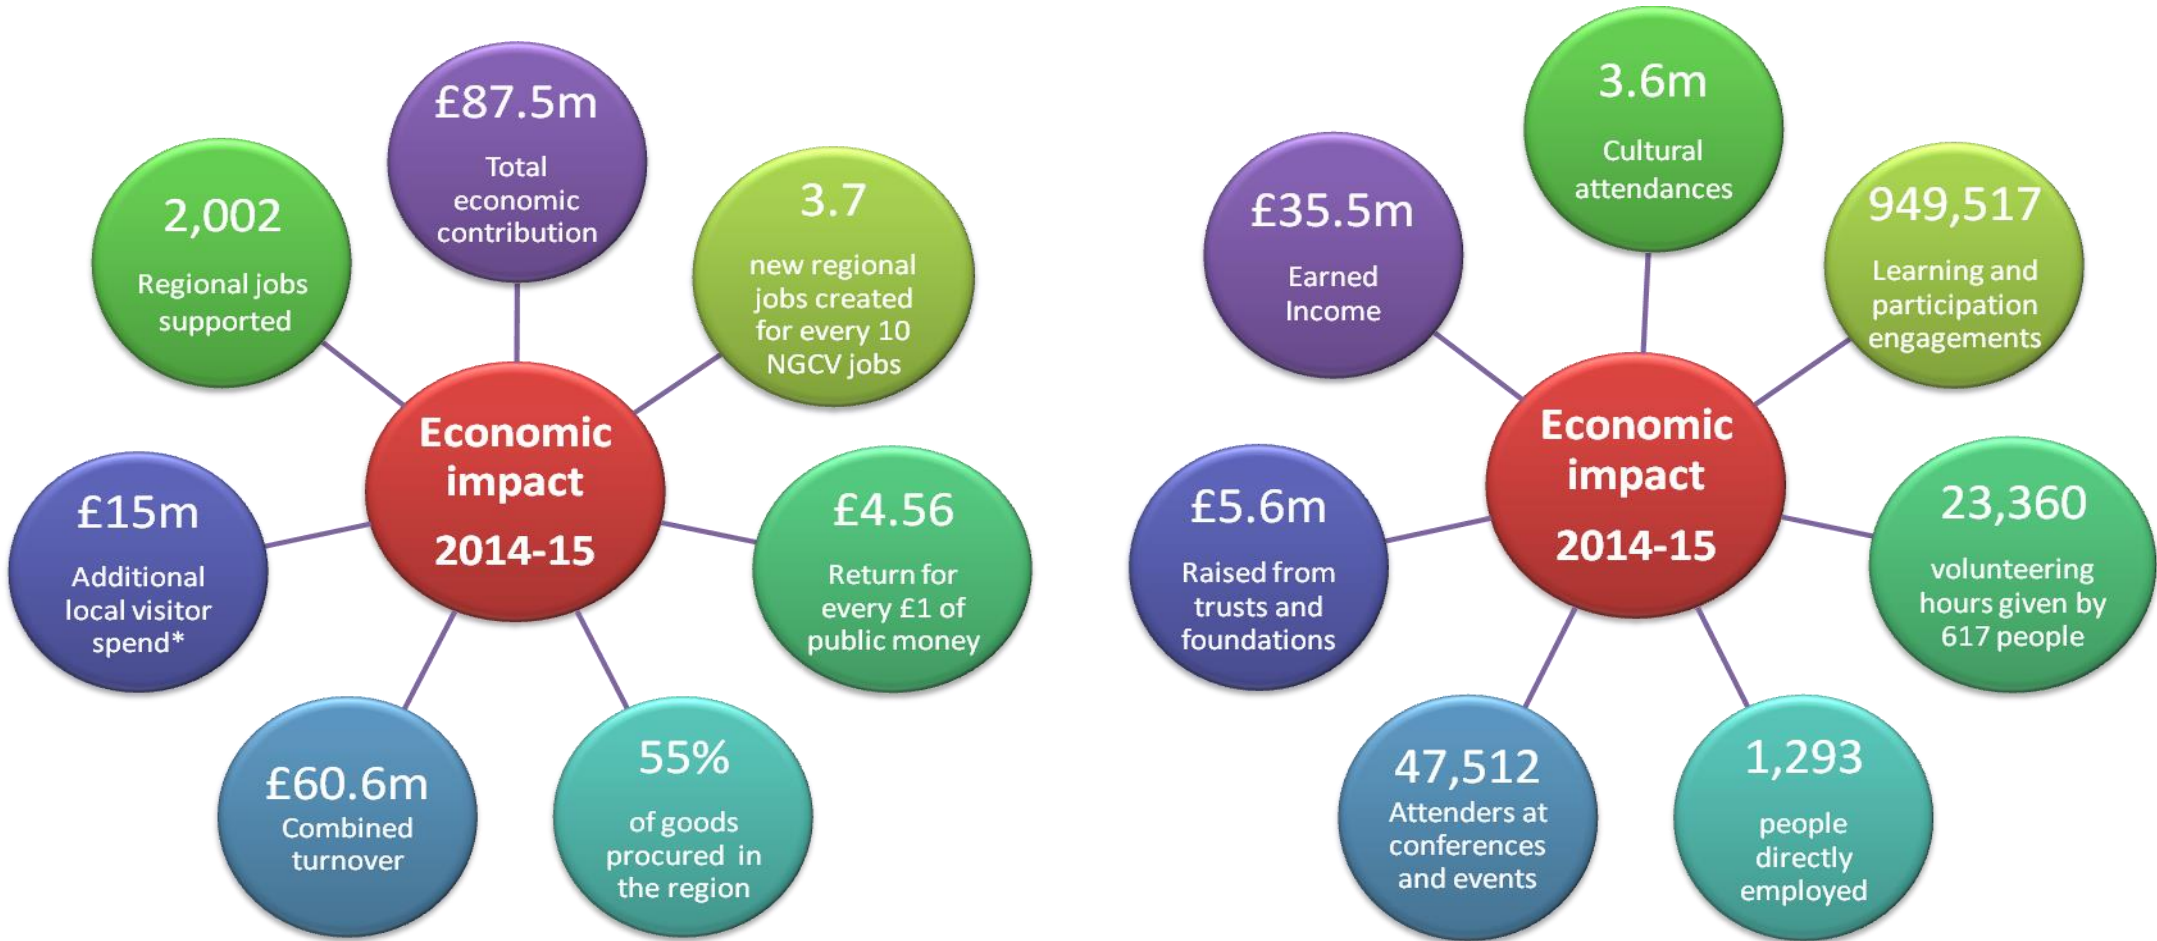 £87.5m
Total
economic
contribution
3.7
new regional
jobs created
for every 10
NGCV jobs
£4.56
Return for
every £1 of
public money
55%
of goods
procured in
the region
£60.6m
Combined
turnover
£15m
Additional
local visitor
spend*
2,002
Regional jobs
supported
Economic
impact
2014-15
3.6m
Cultural
attendances
949,517
Learning and
participation
engagements
23,360
volunteering
hours given by
617 people
1,293
people
directly
employed
47,512
Attenders at
conferences
and events
£5.6m
Raised from
trusts and
foundations
£35.5m
Earned
Income
Economic
impact
2014-15